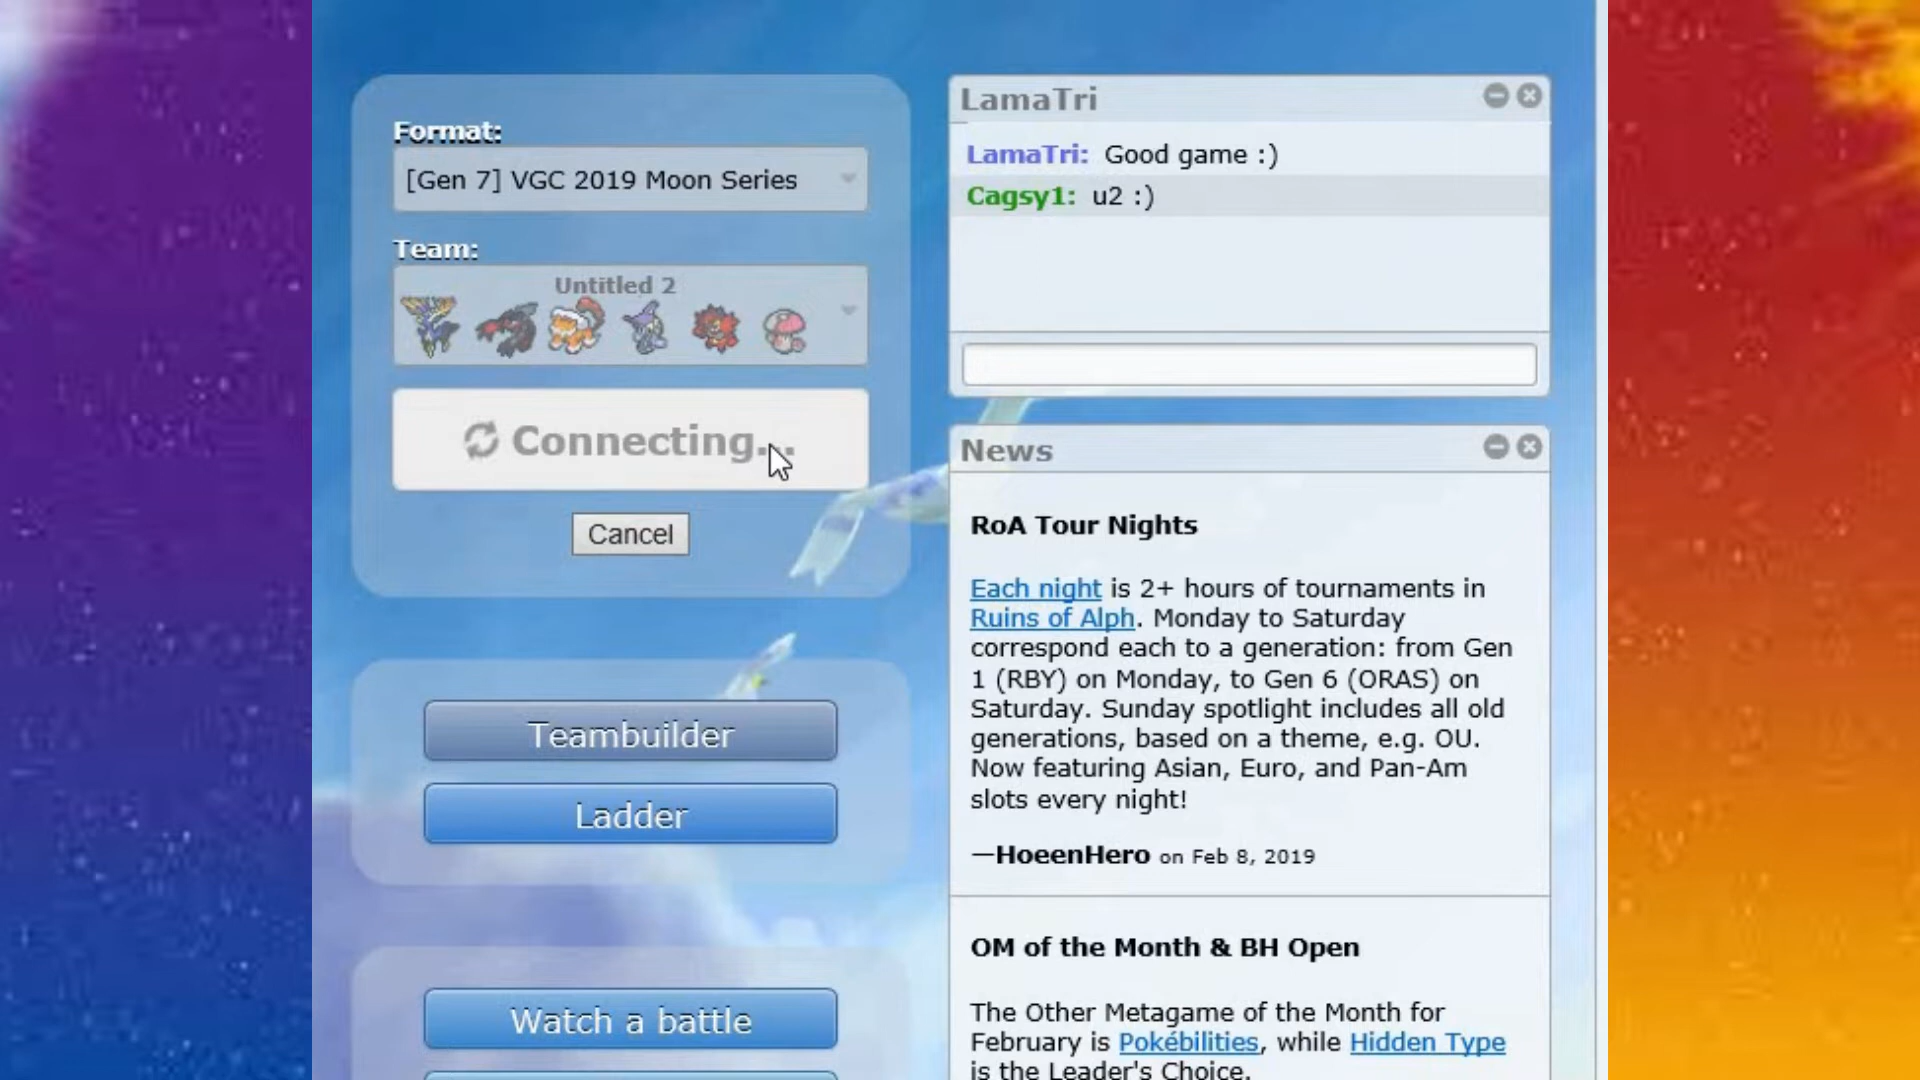 Format:
[Gen 7] VGC 2019 Moon Series
Team:
Untitled 2
Connecting...
Cancel
Teambuilder
Ladder
Watch a battle
LamaTri
LamaTri: Good game :)
Cagsy1: u2 :)
News
RoA Tour Nights
Each night is 2+ hours of tournaments in
Ruins of Alph. Monday to Saturday
correspond each to a generation: from Gen
1 (RBY) on Monday, to Gen 6 (ORAS) on
Saturday. Sunday spotlight includes all old
generations, based on a theme, e.g. OU.
Now featuring Asian, Euro, and Pan-Am
slots every night!
—HoeenHero on Feb 8, 2019
OM of the Month & BH Open
The Other Metagame of the Month for
February is Pokébilities, while Hidden Type
is the Leader's Choice.